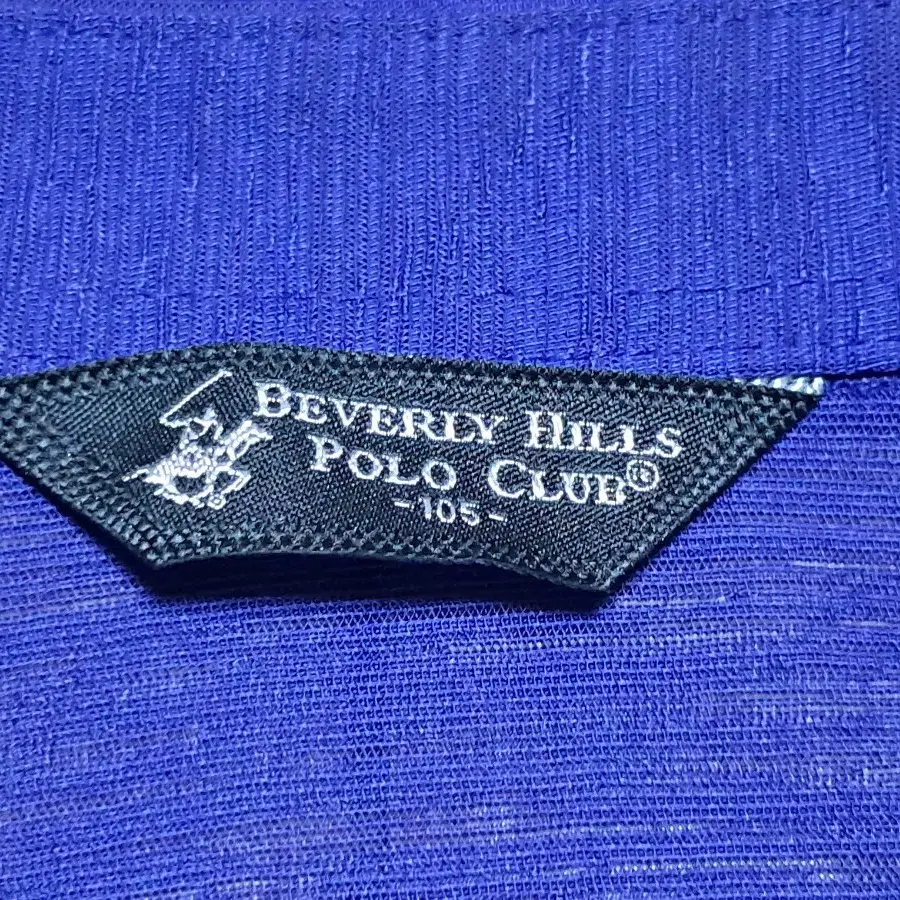 BEVERLY HILLS
POLO CLUB®
-105-